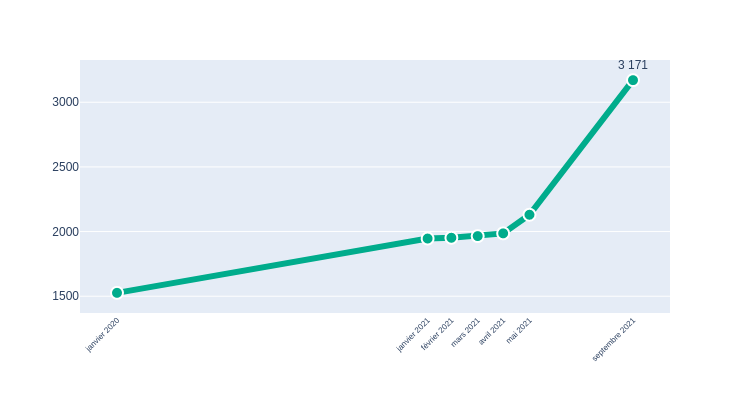 3 171
3000
2500
2000
1500
janvier 2020
janvier 2021
février 2021
mars 2021
avril 2021
mai 2021
septembre 2021